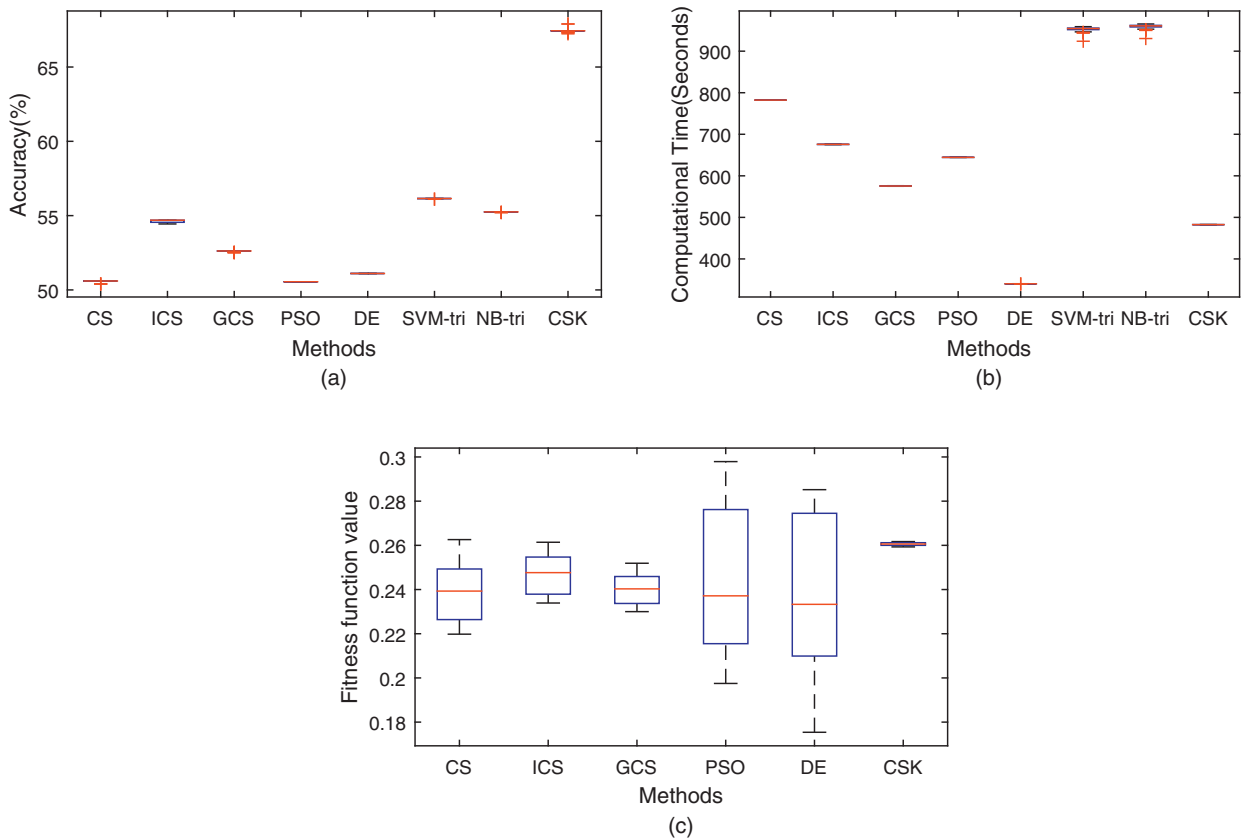 Accuracy(%)
65
60
55
50
CS ICS GCS PSO DE SVM-tri NB-tri CSK
Methods
(a)
Computational Time(Seconds)
900
800
700
600
500
400
CS ICS GCS PSO DE SVM-tri NB-tri CSK
Methods
(b)
Fitness function value
0.3
0.28
0.26
0.24
0.22
0.2
0.18
CS ICS GCS PSO DE CSK
Methods
(c)